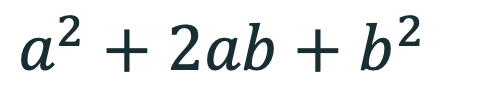 a² + 2ab + b²